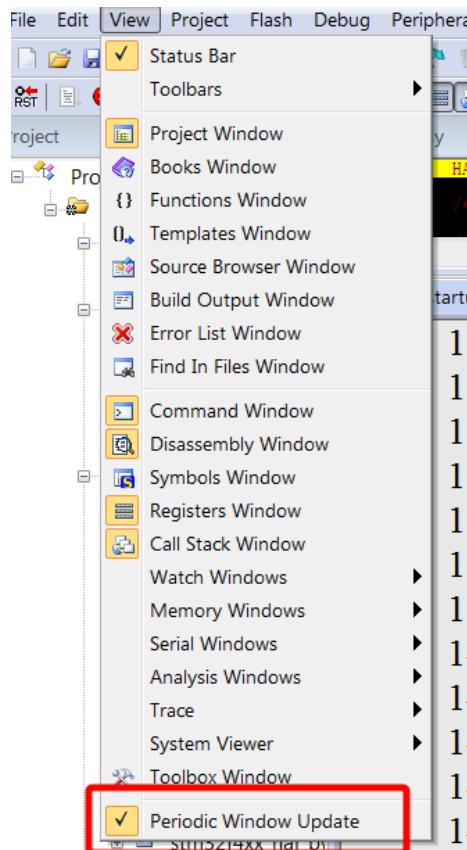 File Edit View Project Flash Debug
Status Bar
RST
Toolbars
Project Window
Books Window
{} Functions Window
Templates Window
Source Browser Window
Build Output Window
Error List Window
Find In Files Window
Command Window
Disassembly Window
Symbols Window
Registers Window
Call Stack Window
Watch Windows
Memory Windows
Serial Windows
Analysis Windows
Trace
System Viewer
Toolbox Window
Periodic Window Update